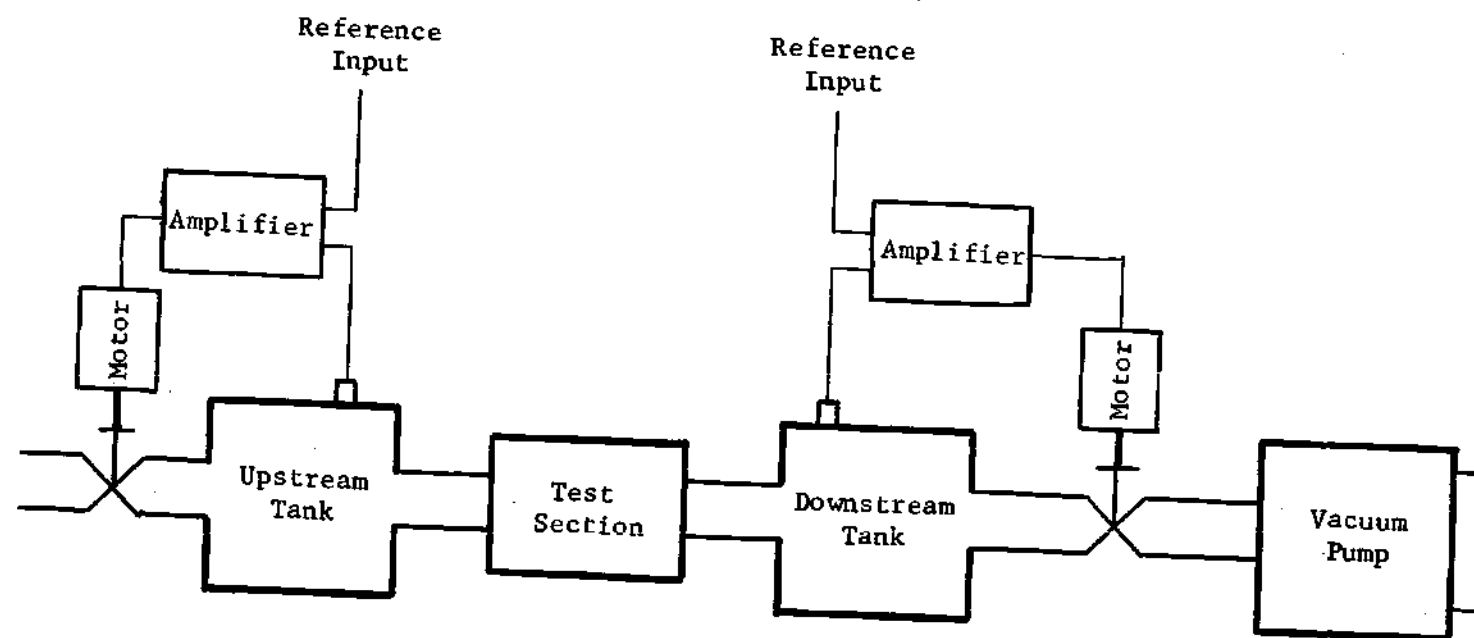 Reference
Input
Reference
Input
Amplifier
Amplifier
Motor
Motor
Upstream
Tank
Test
Section
Downstream
Tank
Vacuum
Pump